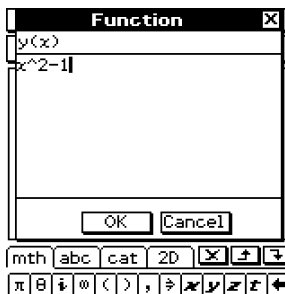 Function
y(x)
x^2-1
OK Cancel
mth abc cat 2D
π θ i ∞ ( ) , ⇒ x y z t